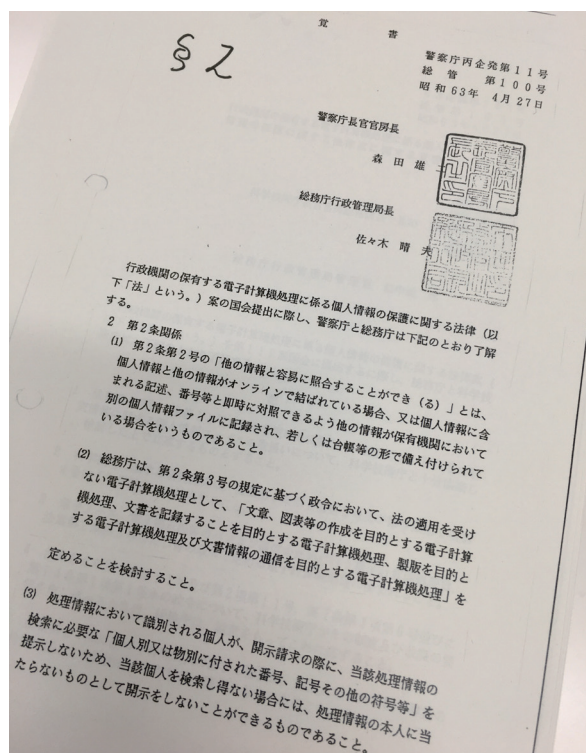 覚　書
§2
警察庁丙企発第11号
総管　第100号
昭和63年 4月27日
警察庁長官官房長
森田雄二
総務庁行政管理局長
佐々木晴夫
行政機関の保有する電子計算機処理に係る個人情報の保護に関する法律（以
下「法」という。）案の国会提出に際し、警察庁と総務庁は下記のとおり了解
する。
2　第2条関係
(1) 第2条第2号の「他の情報と容易に照合することができ（る）」とは、
個人情報と他の情報がオンラインで結ばれている場合、又は個人情報に含
まれる記述、番号等と即時に対照できるよう他の情報が保有機関において
別の個人情報ファイルに記録され、若しくは台帳等の形で備え付けられて
いる場合をいうものであること。
(2) 総務庁は、第2条第3号の規定に基づく政令において、法の適用を受け
ない電子計算機処理として、「文章、図表等の作成を目的とする電子計算
機処理、文書を記録することを目的とする電子計算機処理、製版を目的と
する電子計算機処理及び文書情報の通信を目的とする電子計算機処理」を
定めることを検討すること。
(3) 処理情報において識別される個人が、開示請求の際に、当該処理情報の
検索に必要な「個人別又は物別に付された番号、記号その他の符号等」を
提示しないため、当該個人を検索し得ない場合には、処理情報の本人に当
たらないものとして開示をしないことができるものであること。